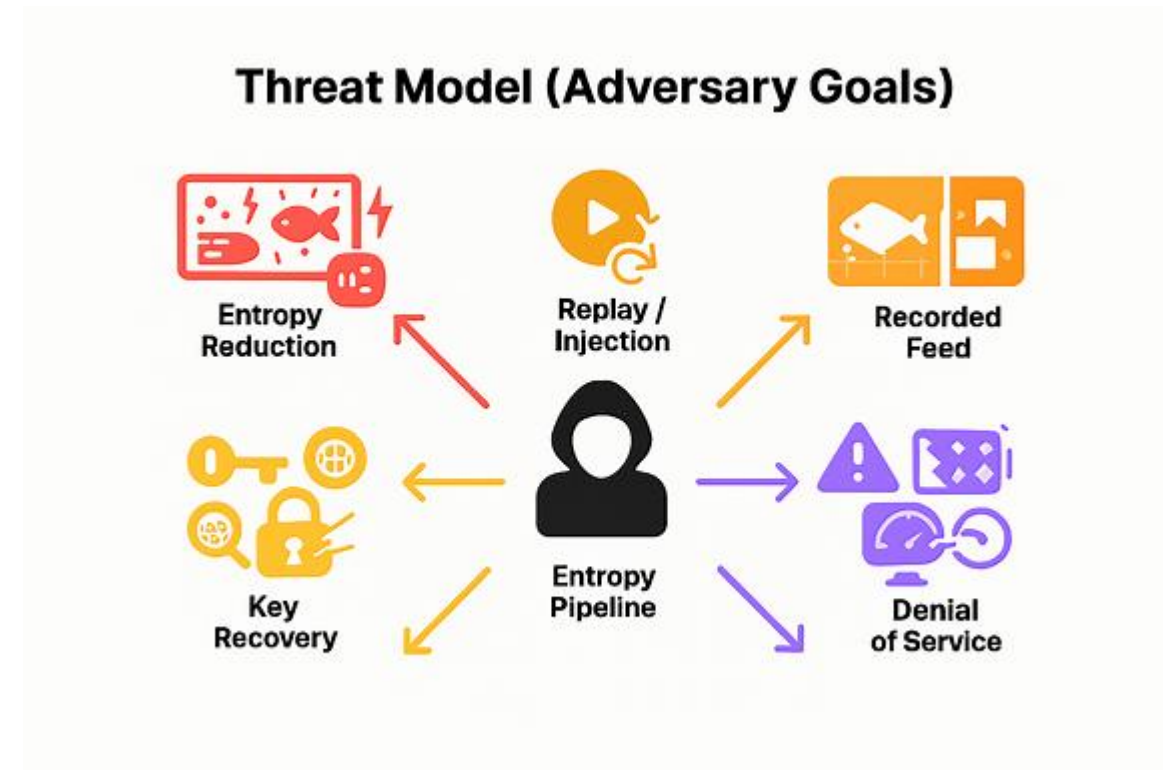 Threat Model (Adversary Goals)
Entropy
Reduction
Replay /
Injection
Recorded
Feed
Key
Recovery
Entropy
Pipeline
Denial
of Service